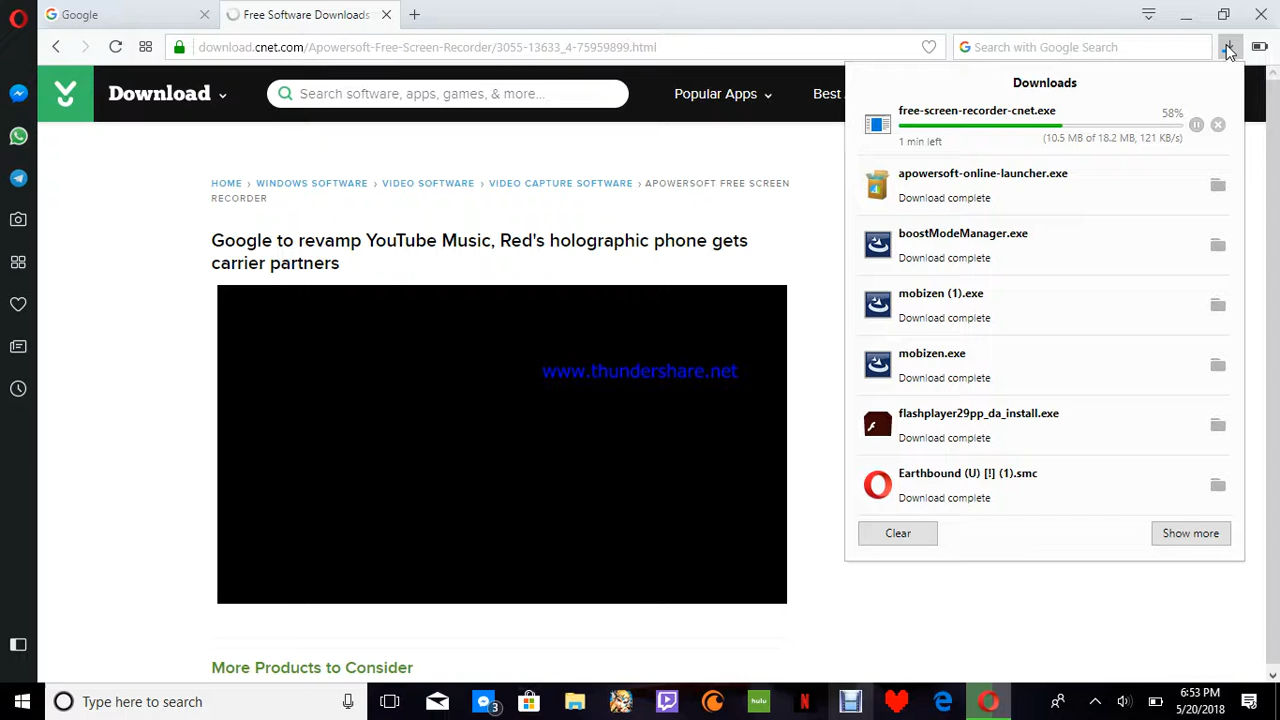 Google
Free Software Downloads
download.cnet.com/Apowersoft-Free-Screen-Recorder/3055-13633_4-75959899.html
Search with Google Search
Download
Search software, apps, games, & more...
Popular Apps
Best
HOME > WINDOWS SOFTWARE > VIDEO SOFTWARE > VIDEO CAPTURE SOFTWARE > APOWERSOFT FREE SCREEN
RECORDER
Google to revamp YouTube Music, Red's holographic phone gets
carrier partners
www.thundershare.net
More Products to Consider
Downloads
free-screen-recorder-cnet.exe
58%
1 min left
(10.5 MB of 18.2 MB, 121 KB/s)
apowersoft-online-launcher.exe
Download complete
boostModeManager.exe
Download complete
mobizen (1).exe
Download complete
mobizen.exe
Download complete
flashplayer29pp_da_install.exe
Download complete
Earthbound (U) [!] (1).smc
Download complete
Clear
Show more
Type here to search
3
hulu
6:53 PM
5/20/2018